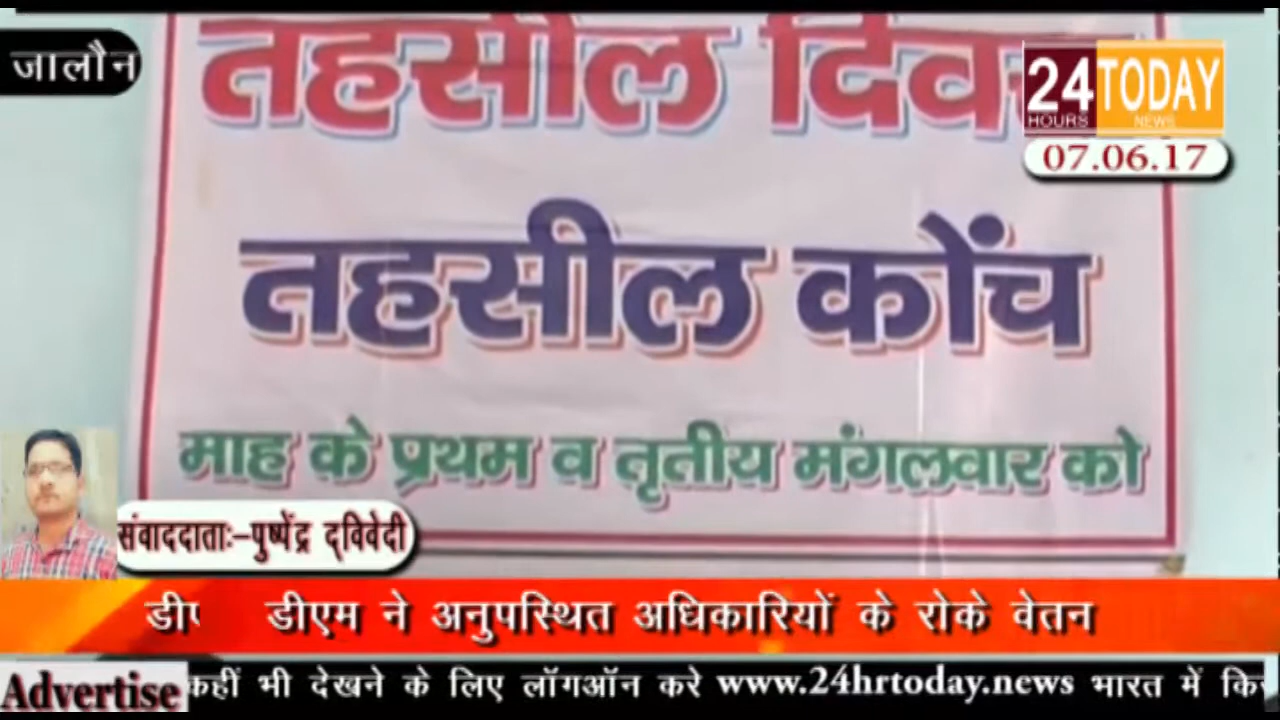 जालौन
तहसील
24 TODAY
HOURS NEWS
07.06.17
तहसील कोंच
माह के प्रथम व तृतीय मंगलवार को
संवाददाताः-पुष्पेंद्र द्विवेदी
डीएम ने अनुपस्थित अधिकारियों के रोके वेतन
Advertise
कहीं भी देखने के लिए लॉगऑन करे www.24hrtoday.news भारत में